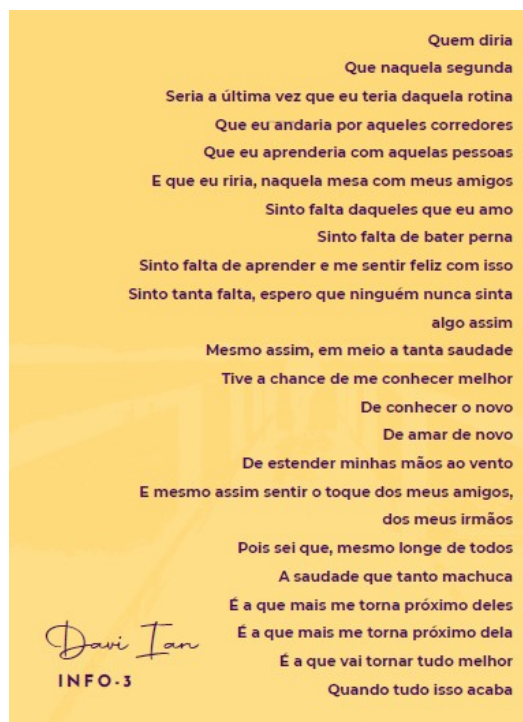 Quem diria
Que naquela segunda
Seria a última vez que eu teria daquela rotina
Que eu andaria por aqueles corredores
Que eu aprenderia com aquelas pessoas
E que eu riria, naquela mesa com meus amigos
Sinto falta daqueles que eu amo
Sinto falta de bater perna
Sinto falta de aprender e me sentir feliz com isso
Sinto tanta falta, espero que ninguém nunca sinta
algo assim
Mesmo assim, em meio a tanta saudade
Tive a chance de me conhecer melhor
De conhecer o novo
De amar de novo
De estender minhas mãos ao vento
E mesmo assim sentir o toque dos meus amigos,
dos meus irmãos
Pois sei que, mesmo longe de todos
A saudade que tanto machuca
É a que mais me torna próximo deles
É a que mais me torna próximo dela
É a que vai tornar tudo melhor
Quando tudo isso acaba
Davi Ian
INFO-3